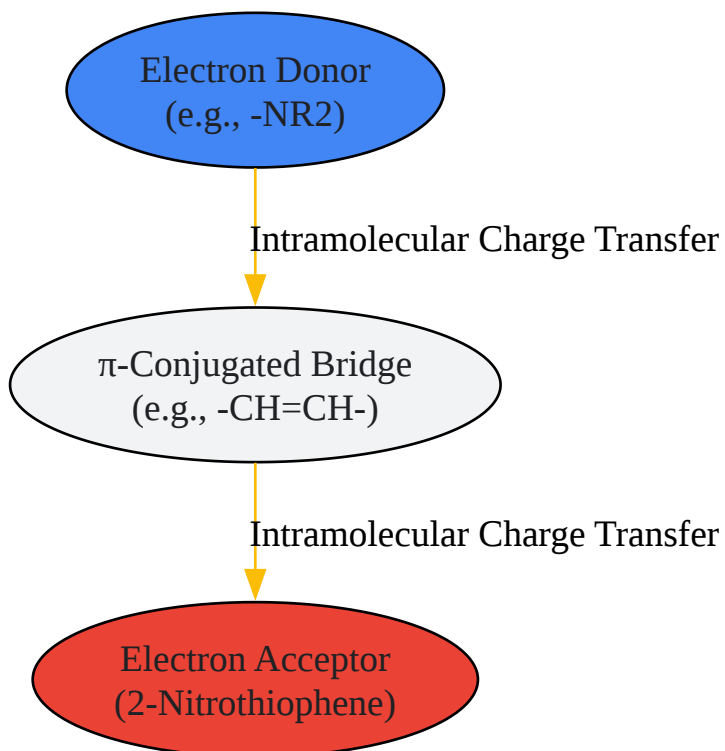 Electron Donor
(e.g., -NR2)
Intramolecular Charge Transfer
π-Conjugated Bridge
(e.g., -CH=CH-)
Intramolecular Charge Transfer
Electron Acceptor
(2-Nitrothiophene)